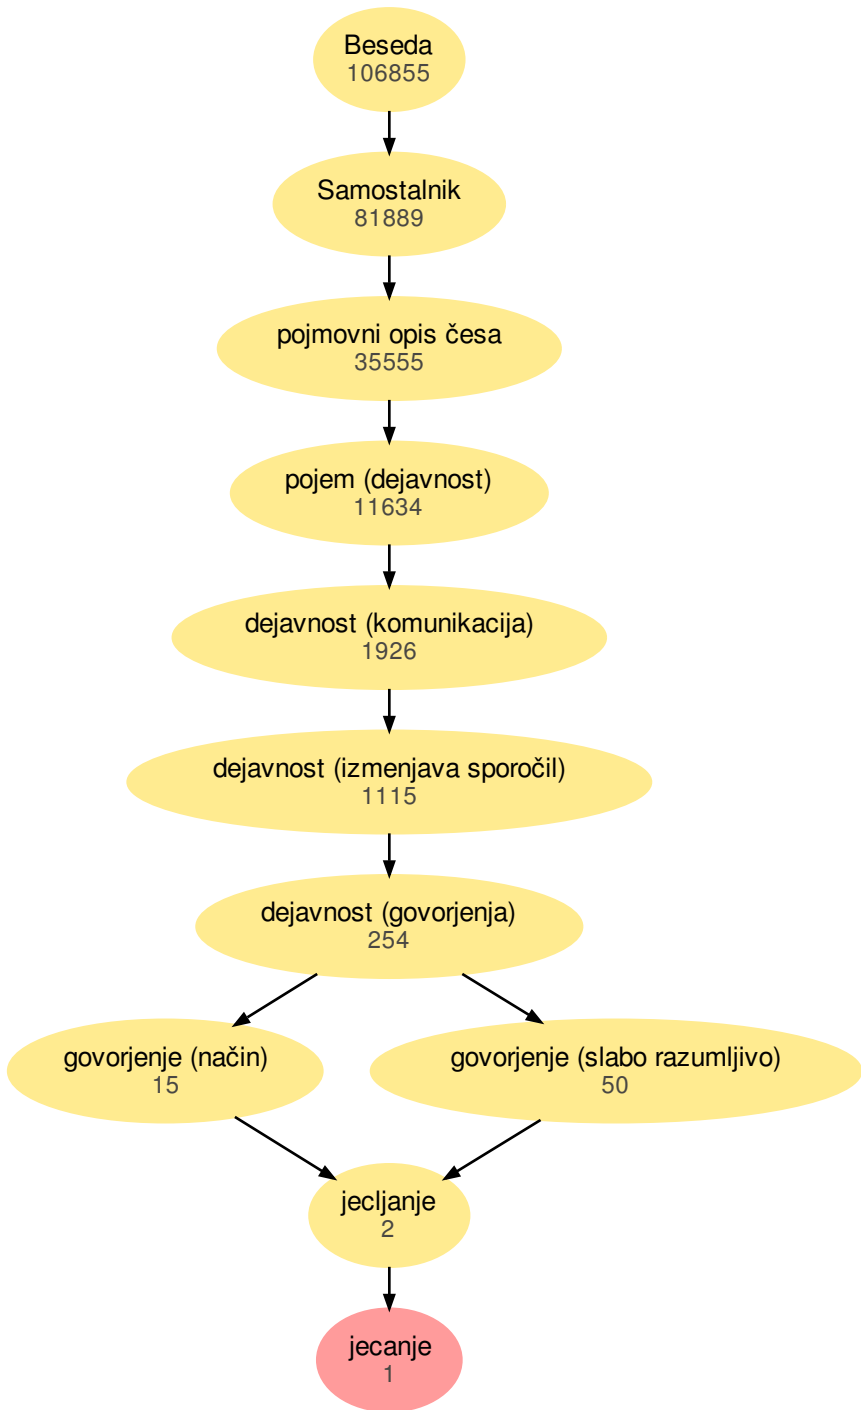 Beseda
106855
Samostalnik
81889
pojmovni opis česa
35555
pojem (dejavnost)
11634
dejavnost (komunikacija)
1926
dejavnost (izmenjava sporočil)
1115
dejavnost (govorjenja)
254
govorjenje (način)
15
govorjenje (slabo razumljivo)
50
jecljanje
2
jecanje
1